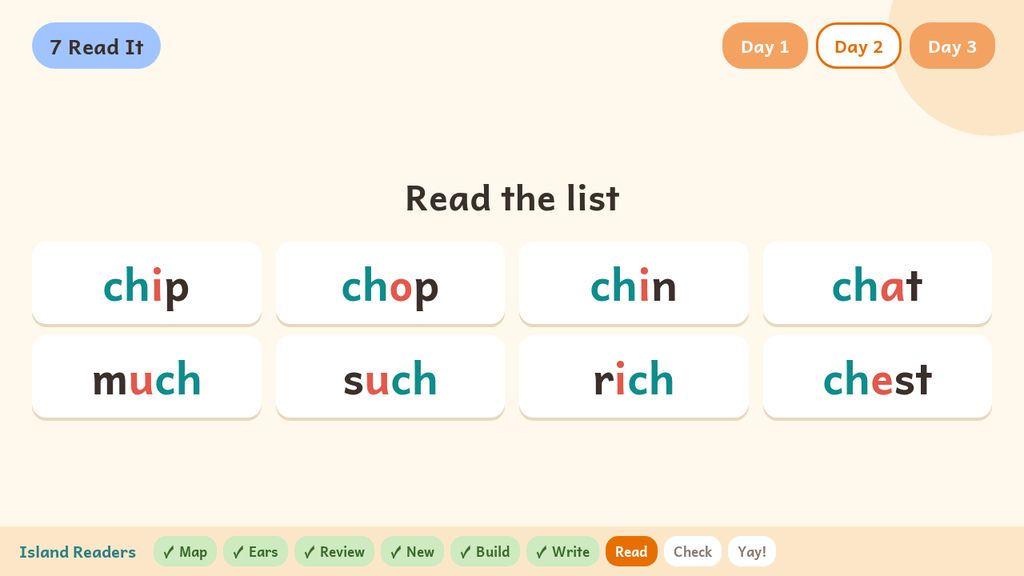 7 Read It
Day 1 Day 2 Day 3
Read the list
chip chop chin chat
much such rich chest
Island Readers ✓ Map ✓ Ears ✓ Review ✓ New ✓ Build ✓ Write Read Check Yay!